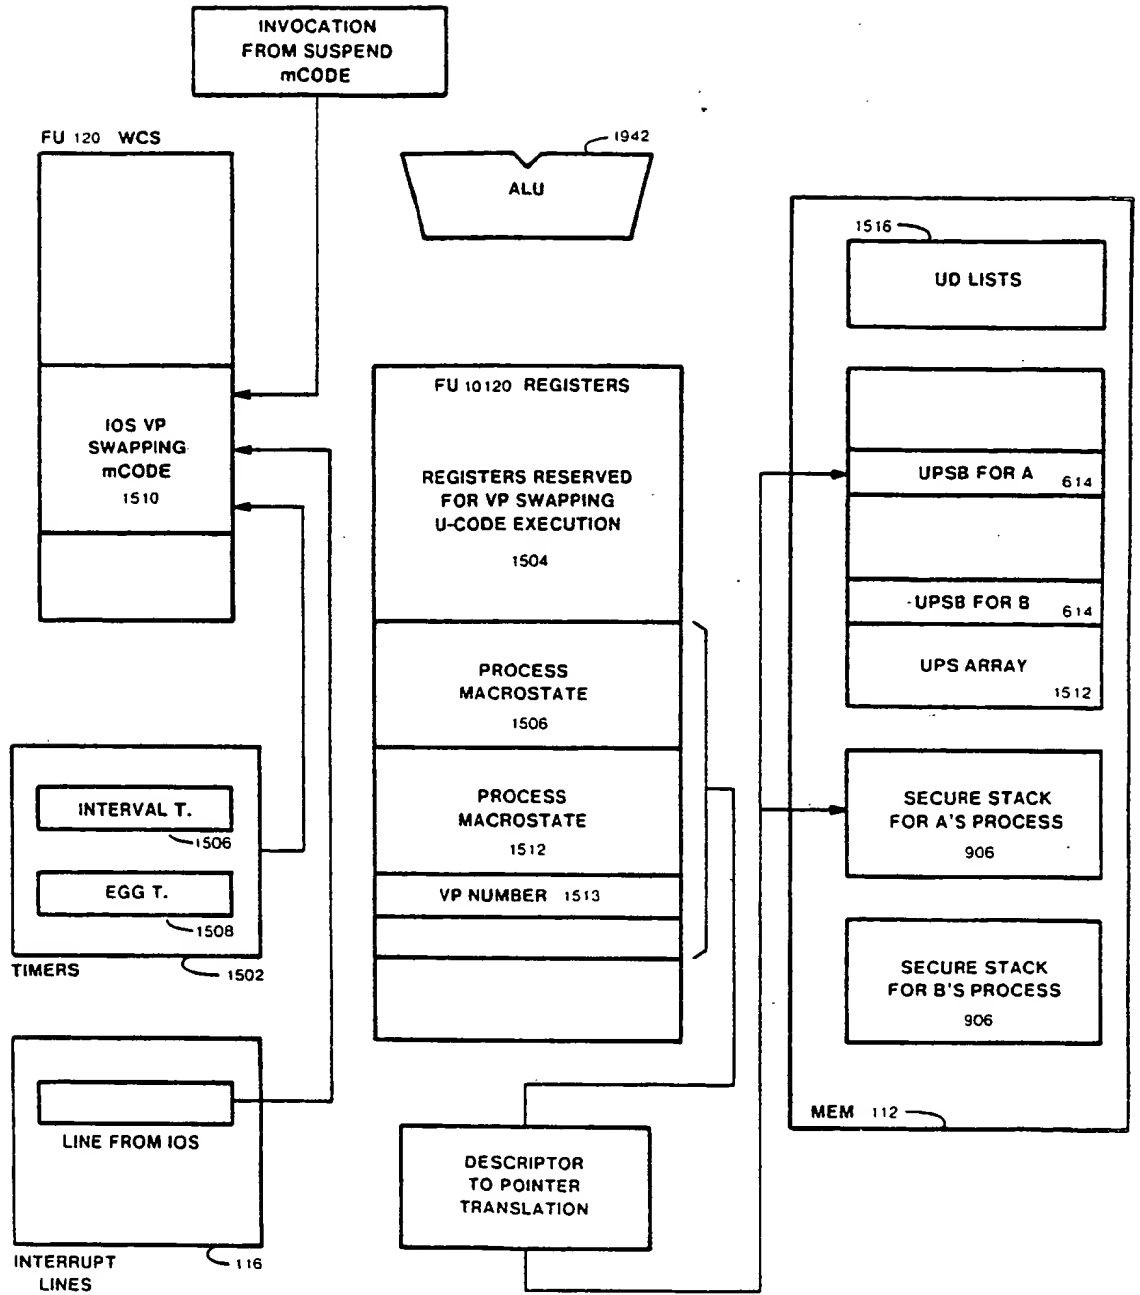 INVOCATION
FROM SUSPEND
mCODE
FU 120 WCS
1942
ALU
1516
UD LISTS
FU 10120 REGISTERS
IOS VP
SWAPPING
mCODE
1510
REGISTERS RESERVED
FOR VP SWAPPING
U-CODE EXECUTION
1504
UPSB FOR A 614
UPSB FOR B 614
UPS ARRAY
1512
PROCESS
MACROSTATE
1506
PROCESS
MACROSTATE
1512
VP NUMBER 1513
INTERVAL T.
1506
EGG T.
1508
TIMERS
1502
SECURE STACK
FOR A'S PROCESS
906
SECURE STACK
FOR B'S PROCESS
906
MEM 112
LINE FROM IOS
INTERRUPT
LINES
116
DESCRIPTOR
TO POINTER
TRANSLATION